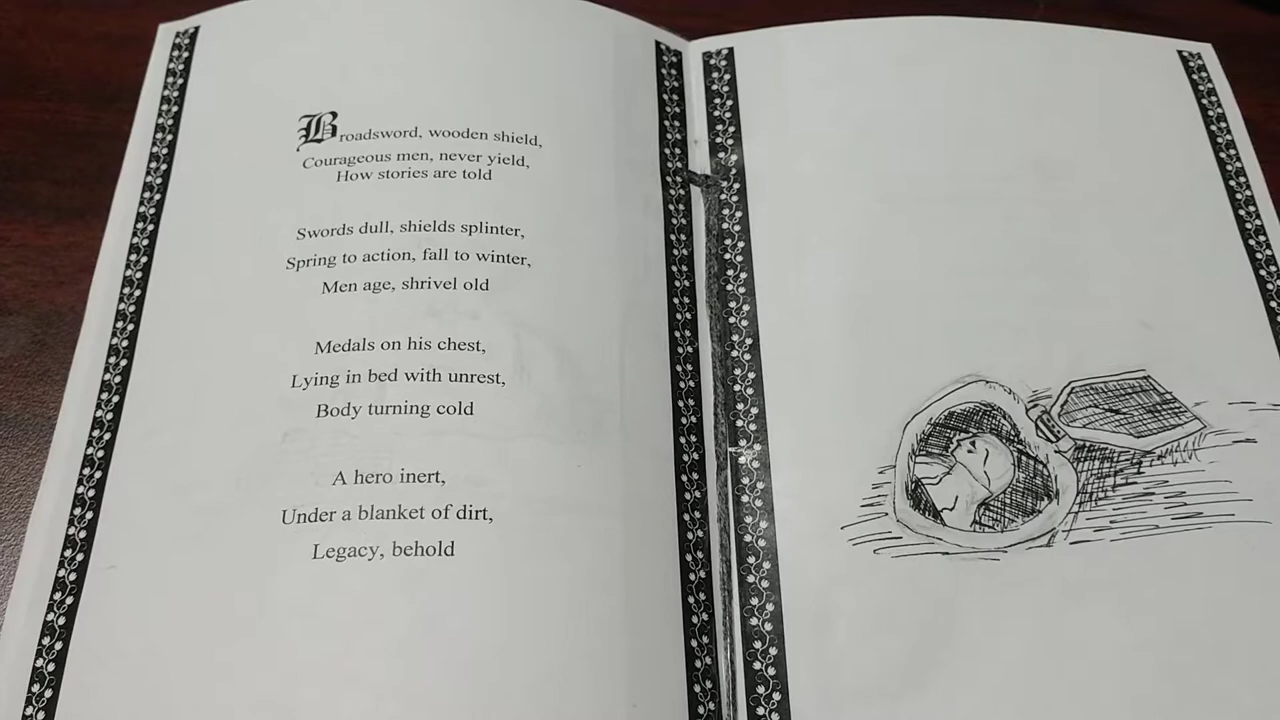 Broadsword, wooden shield,
Courageous men, never yield,
How stories are told
Swords dull, shields splinter,
Spring to action, fall to winter,
Men age, shrivel old
Medals on his chest,
Lying in bed with unrest,
Body turning cold
A hero inert,
Under a blanket of dirt,
Legacy, behold